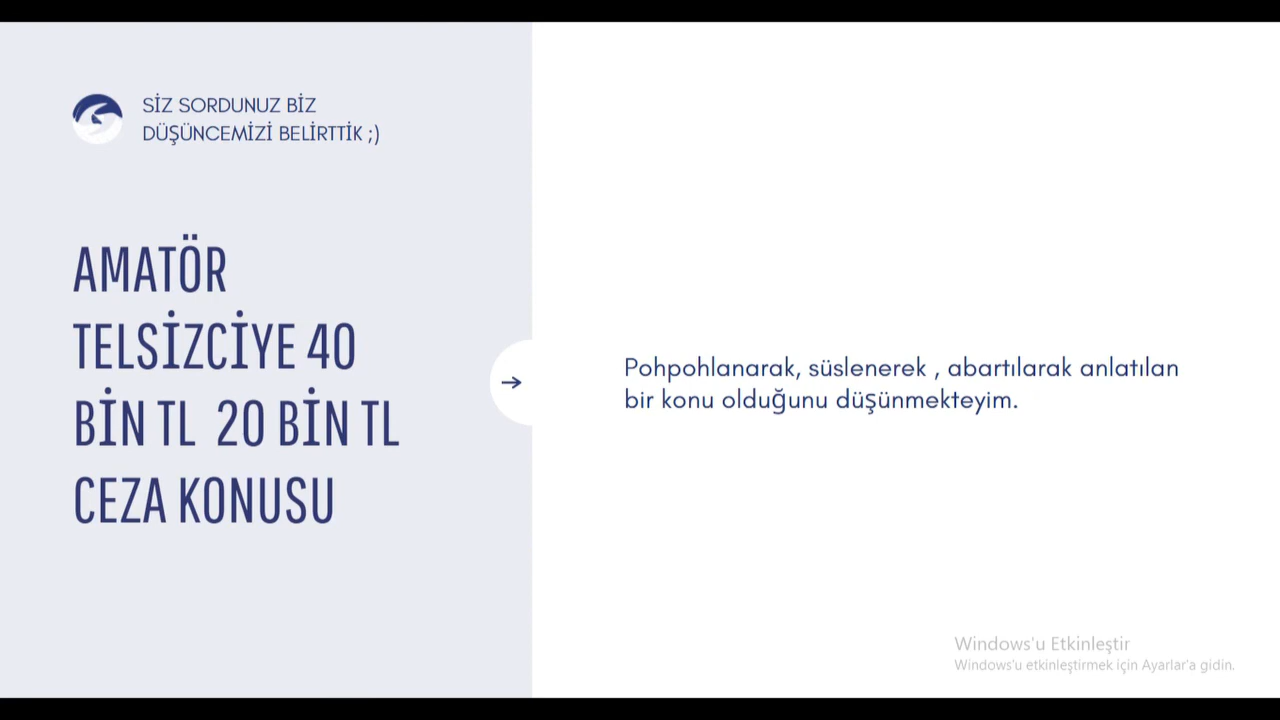 SİZ SORDUNUZ BİZ
DÜŞÜNCEMİZİ BELİRTTİK ;)
AMATÖR
TELSİZCİYE 40
BİN TL 20 BİN TL
CEZA KONUSU
Pohpohlanarak, süslenerek , abartılarak anlatılan
bir konu olduğunu düşünmekteyim.
Windows'u Etkinleştir
Windows'u etkinleştirmek için Ayarlar'a gidin.